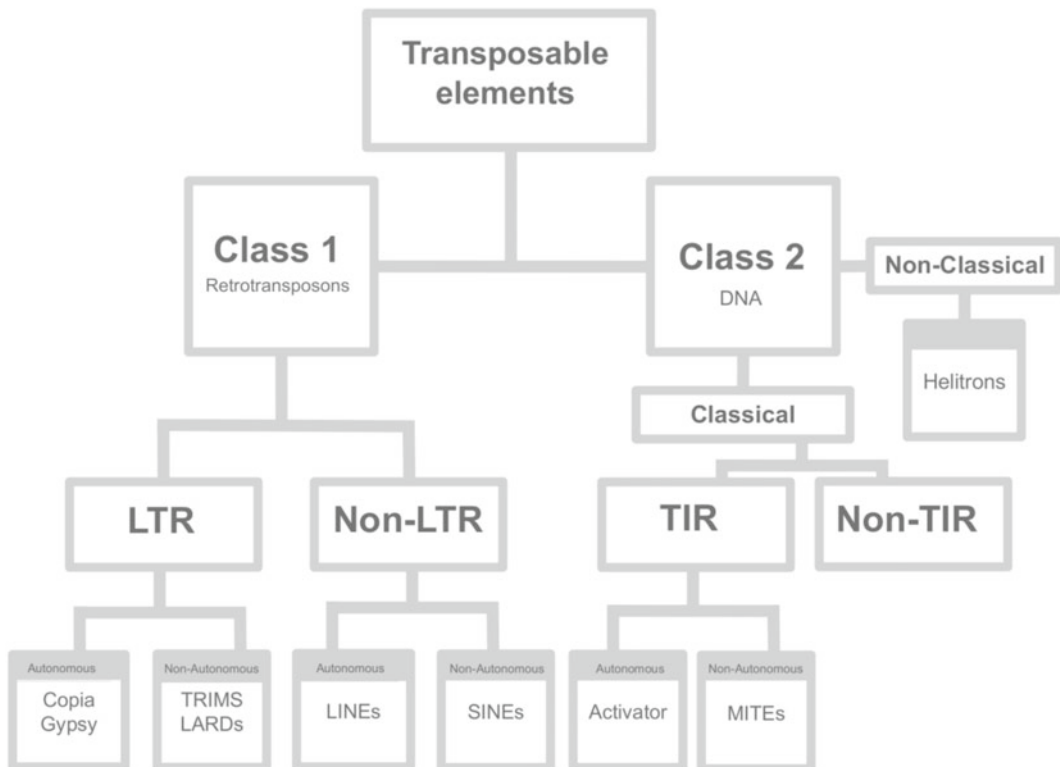 Transposable
elements
Class 1
Retrotransposons
Class 2
DNA
Non-Classical
Helitrons
Classical
LTR
Non-LTR
TIR
Non-TIR
Autonomous
Copia
Gypsy
Non-Autonomous
TRIMS
LARDs
Autonomous
LINEs
Non-Autonomous
SINEs
Autonomous
Activator
Non-Autonomous
MITEs